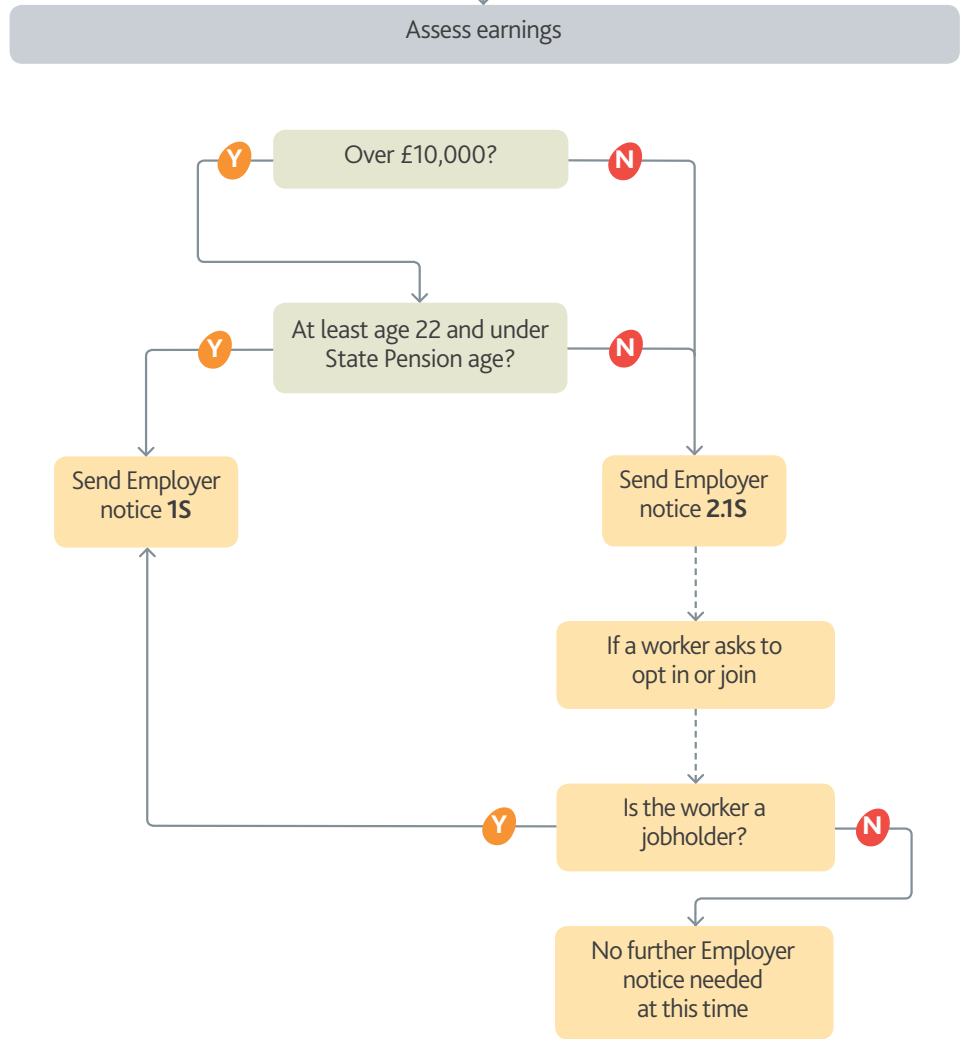 Assess earnings
Y
Over £10,000?
N
Y
At least age 22 and under
State Pension age?
N
Send Employer
notice 1S
Send Employer
notice 2.1S
If a worker asks to
opt in or join
Y
Is the worker a
jobholder?
N
No further Employer
notice needed
at this time